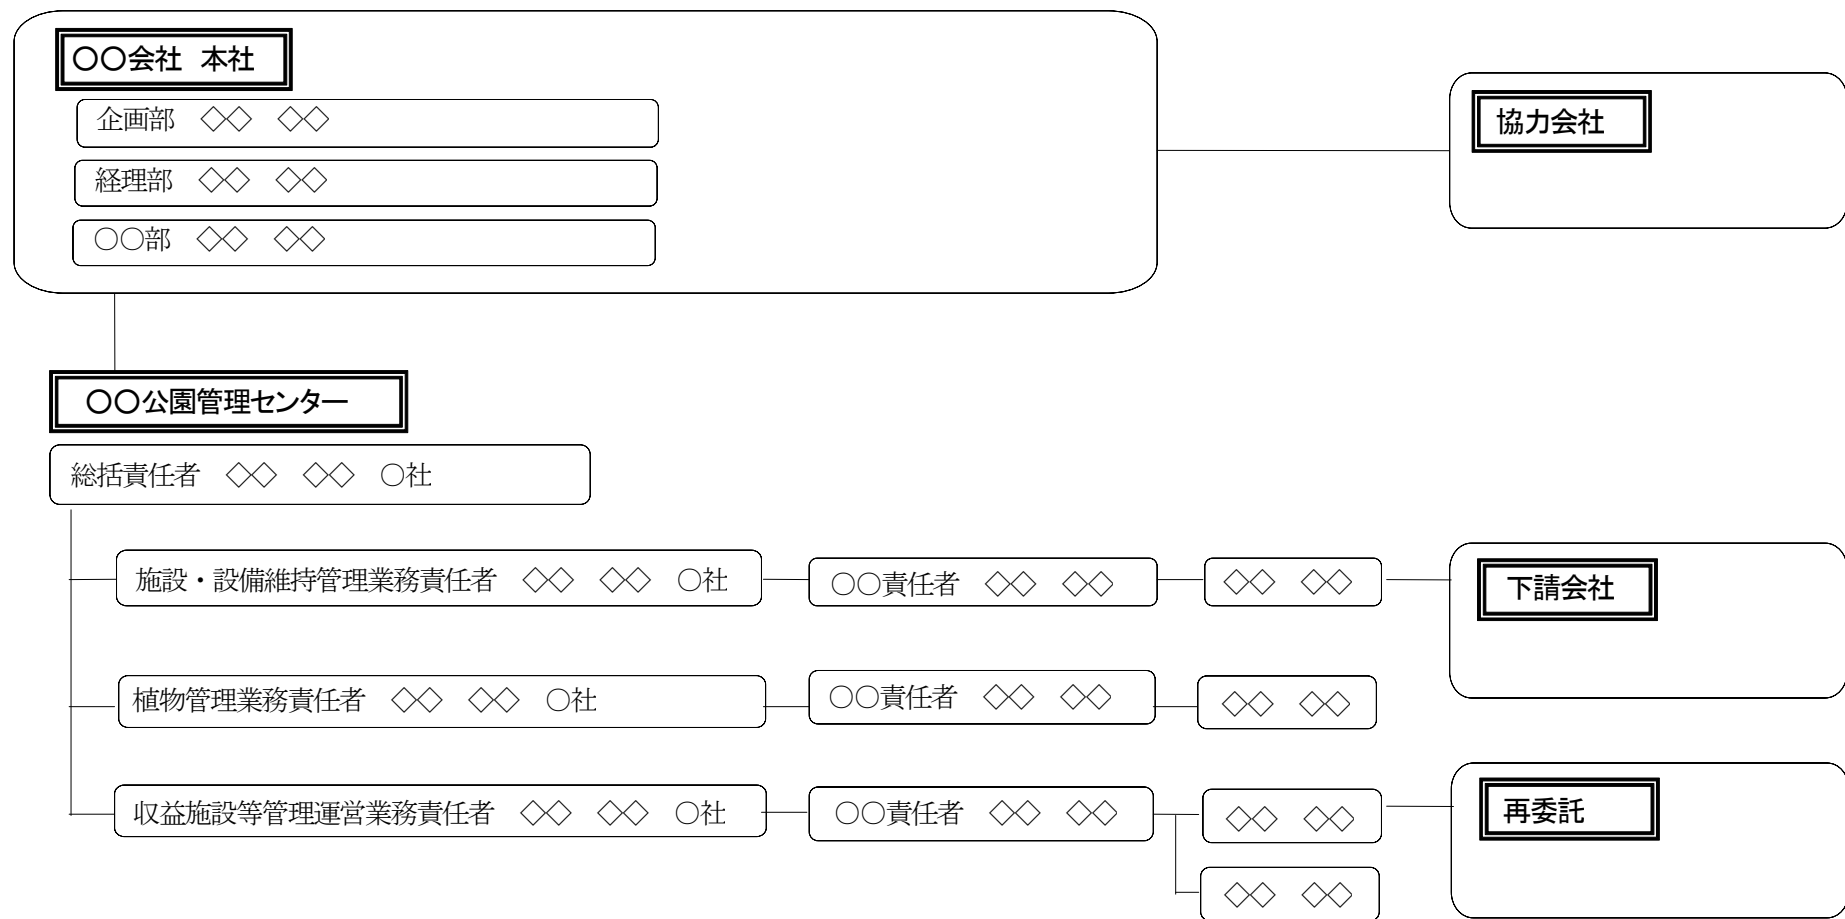 〇〇会社　本社
企画部　◇◇　◇◇
経理部　◇◇　◇◇
〇〇部　◇◇　◇◇
協力会社
〇〇公園管理センター
総括責任者　◇◇　◇◇　〇社
施設・設備維持管理業務責任者　◇◇　◇◇　〇社
〇〇責任者　◇◇　◇◇
◇◇　◇◇
下請会社
植物管理業務責任者　◇◇　◇◇　〇社
〇〇責任者　◇◇　◇◇
◇◇　◇◇
収益施設等管理運営業務責任者　◇◇　◇◇　〇社
〇〇責任者　◇◇　◇◇
◇◇　◇◇
再委託
◇◇　◇◇